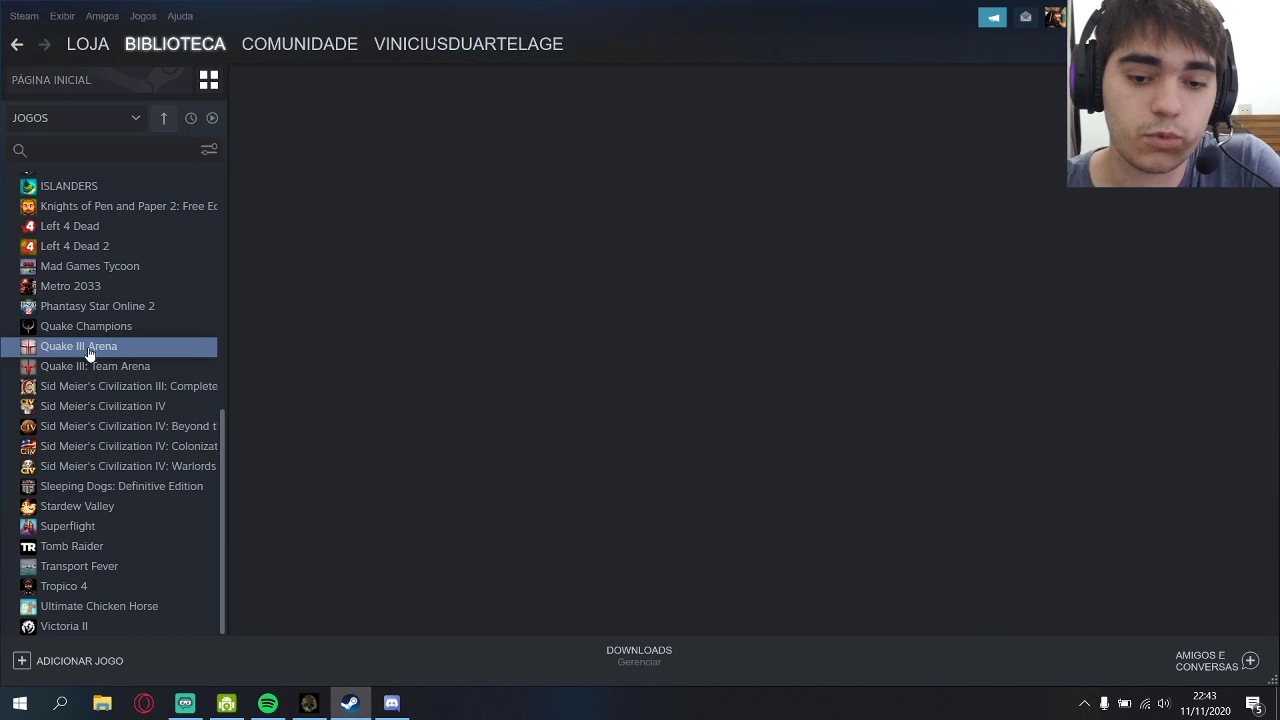 Steam Exibir Amigos Jogos Ajuda
LOJA BIBLIOTECA COMUNIDADE VINICIUSDUARTELAGE
PÁGINA INICIAL
JOGOS
ISLANDERS
Knights of Pen and Paper 2: Free Ec
Left 4 Dead
Left 4 Dead 2
Mad Games Tycoon
Metro 2033
Phantasy Star Online 2
Quake Champions
Quake III Arena
Quake III: Team Arena
Sid Meier's Civilization III: Complete
Sid Meier's Civilization IV
Sid Meier's Civilization IV: Beyond t
Sid Meier's Civilization IV: Colonizat
Sid Meier's Civilization IV: Warlords
Sleeping Dogs: Definitive Edition
Stardew Valley
Superflight
TR Tomb Raider
Transport Fever
Tropico 4
Ultimate Chicken Horse
Victoria II
ADICIONAR JOGO
DOWNLOADS
Gerenciar
AMIGOS E
CONVERSAS
22:43
11/11/2020
5